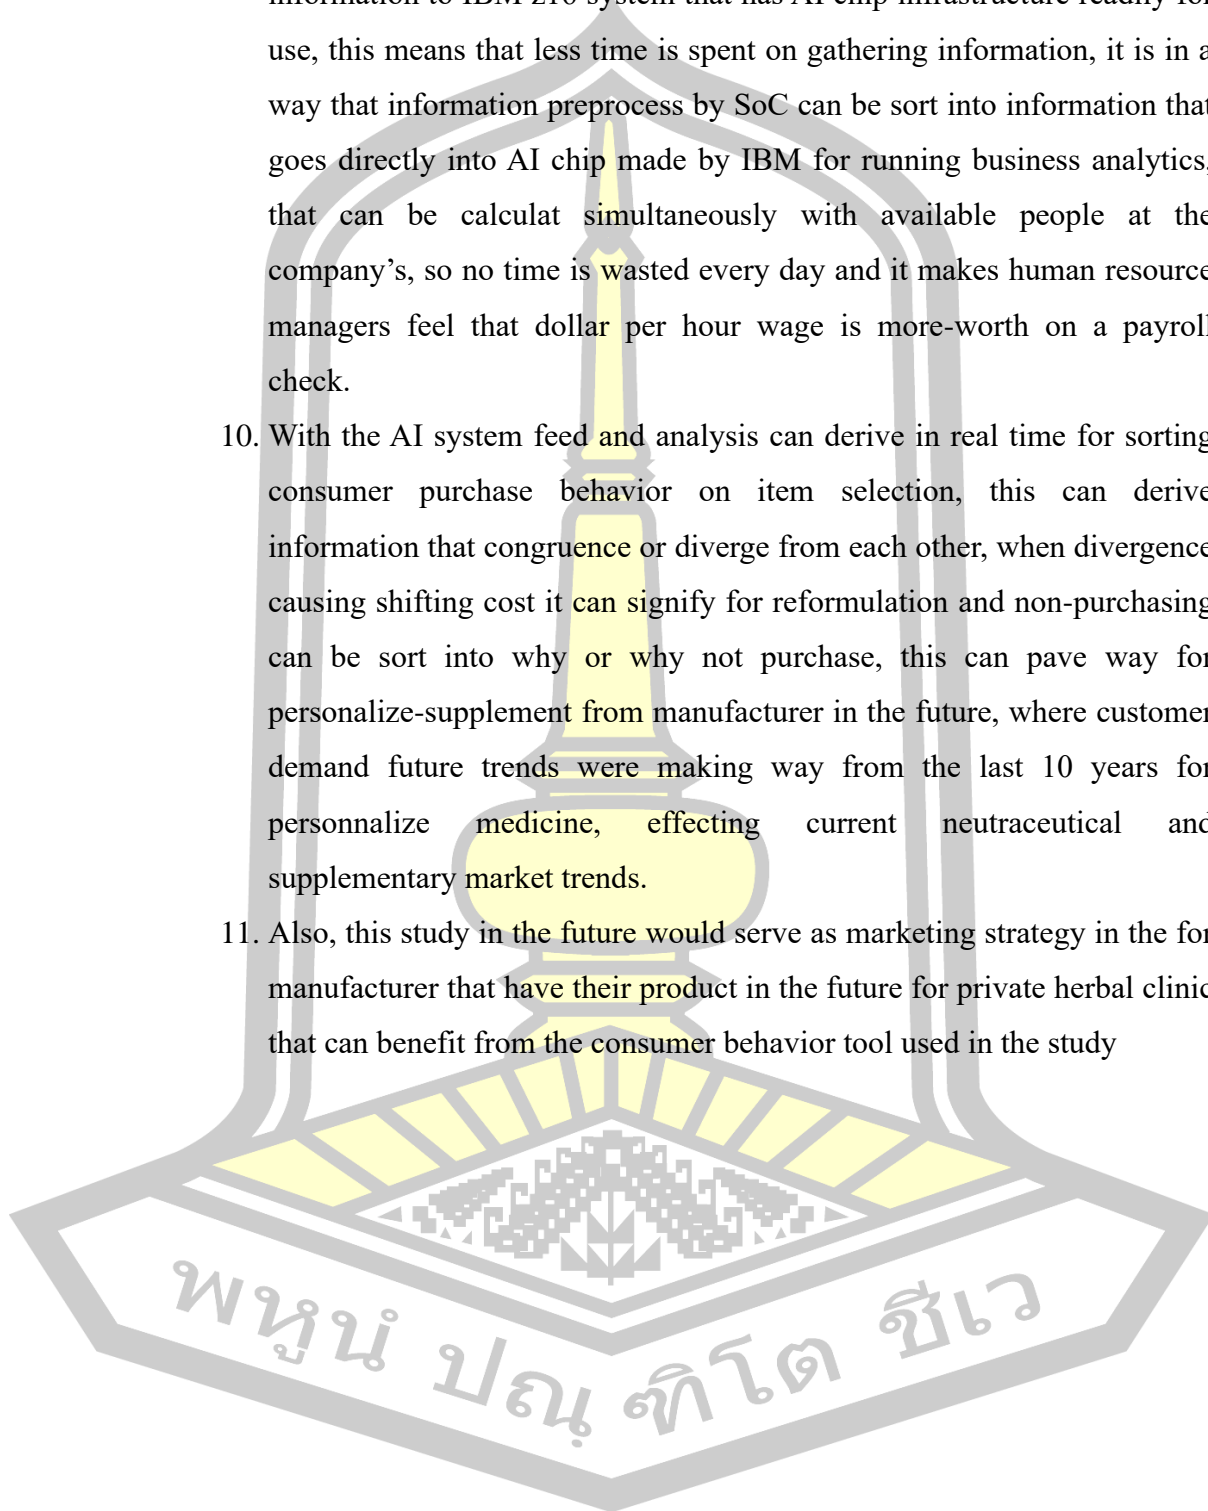 information to IBM z16 system that has AI chip infrastructure readily for
use, this means that less time is spent on gathering information, it is in a
way that information preprocess by SoC can be sort into information that
goes directly into AI chip made by IBM for running business analytics,
that can be calculat simultaneously with available people at the
company’s, so no time is wasted every day and it makes human resource
managers feel that dollar per hour wage is more-worth on a payroll
check.
10. With the AI system feed and analysis can derive in real time for sorting
consumer purchase behavior on item selection, this can derive
information that congruence or diverge from each other, when divergence
causing shifting cost it can signify for reformulation and non-purchasing
can be sort into why or why not purchase, this can pave way for
personalize-supplement from manufacturer in the future, where customer
demand future trends were making way from the last 10 years for
personnalize medicine, effecting current neutraceutical and
supplementary market trends.
11. Also, this study in the future would serve as marketing strategy in the for
manufacturer that have their product in the future for private herbal clinic
that can benefit from the consumer behavior tool used in the study
พหูนํ ปณฺฑิโต ชีเว